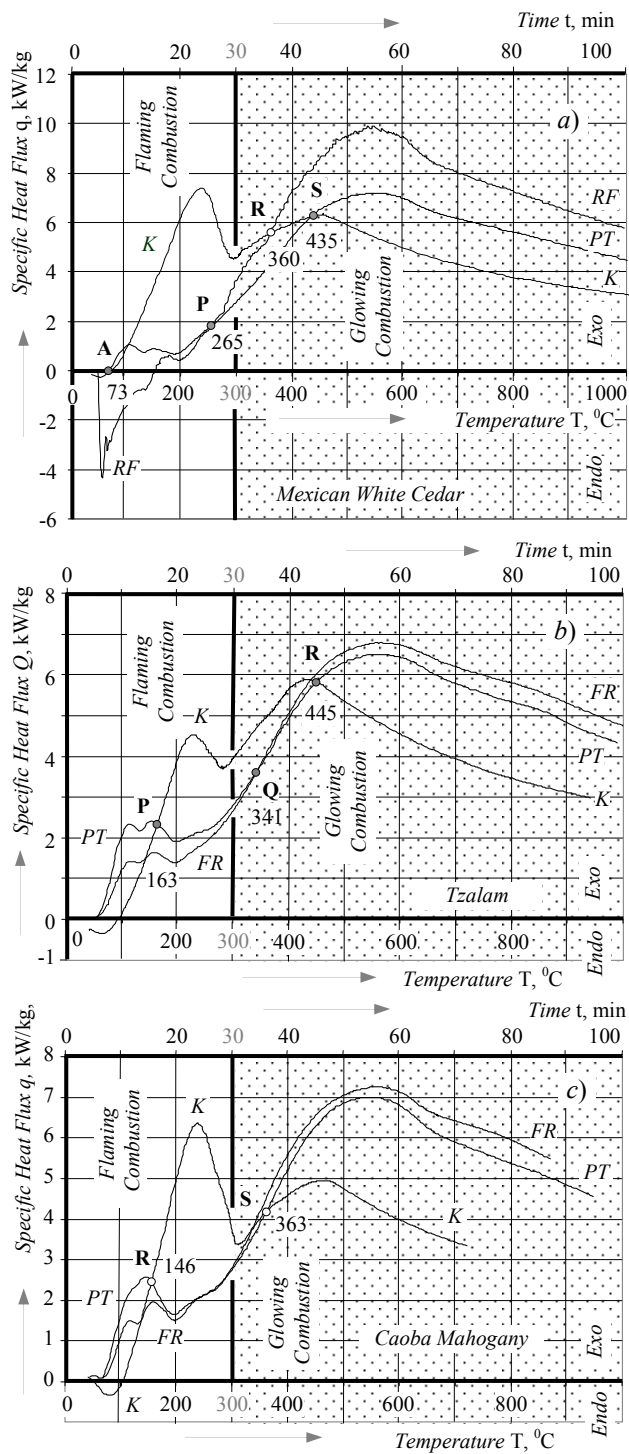 Time t, min
0 20 30 40 60 80 100
Specific Heat Flux q, kW/kg
12
10
8
6
4
2
0
-2
-4
-6
Flaming
Combustion
a)
K
R
S
RF
PT
K
360
435
P
265
A
73
Glowing
Combustion
Exo
0 200 300 400 600 800 1000
Temperature T, ⁰C
RF
Mexican White Cedar
Endo
Time t, min
0 20 30 40 60 80 100
Specific Heat Flux Q, kW/kg
8
6
4
2
0
-1
Flaming
Combustion
b)
K
R
445
FR
PT
K
P
163
PT
FR
Q
341
Glowing
Combustion
Tzalam
Exo
0 200 300 400 600 800
Endo
Temperature T, ⁰C
Time t, min
0 20 30 40 60 80 100
Specific Heat Flux q, kW/kg,
8
7
6
5
4
3
2
1
0
Flaming
Combustion
c)
K
FR
PT
S
363
K
R
146
PT
FR
K
Glowing
Combustion
Caoba Mahogany
Exo
0 200 300 400 600 800
Endo
Temperature T, ⁰C